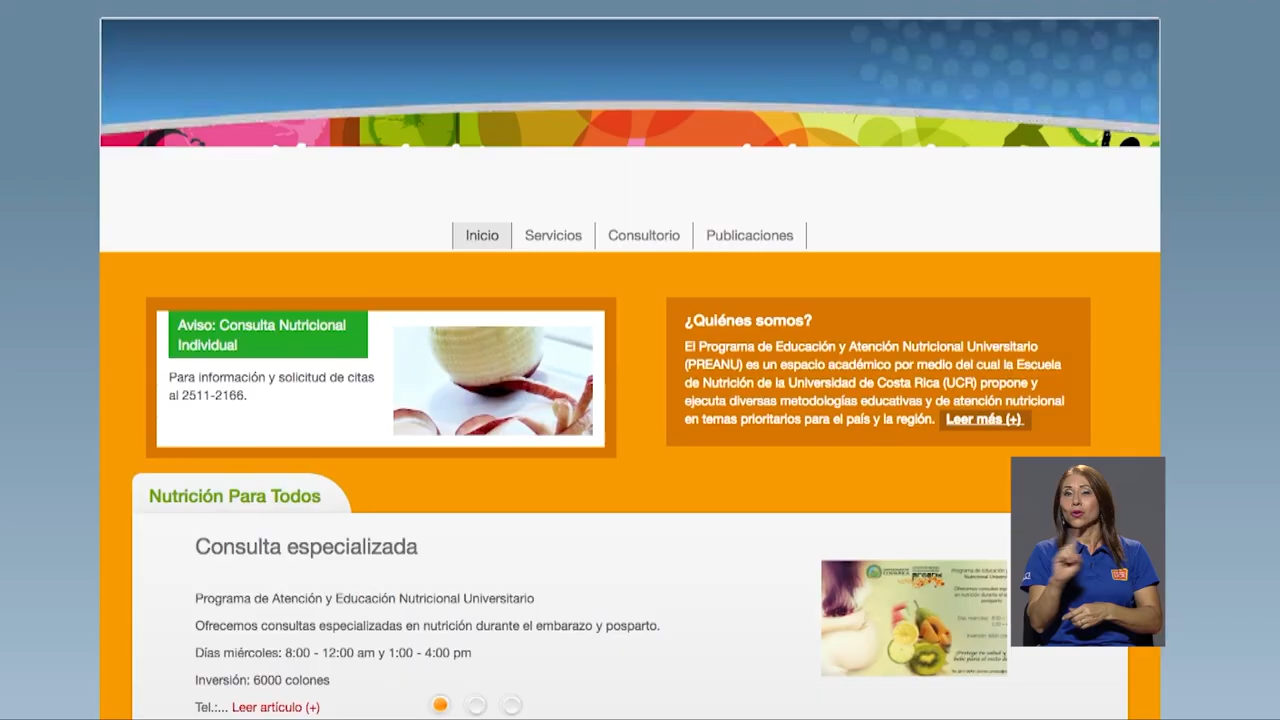 Inicio
Servicios
Consultorio
Publicaciones
Aviso: Consulta Nutricional
Individual
Para información y solicitud de citas
al 2511-2166.
¿Quiénes somos?
El Programa de Educación y Atención Nutricional Universitario
(PREANU) es un espacio académico por medio del cual la Escuela
de Nutrición de la Universidad de Costa Rica (UCR) propone y
ejecuta diversas metodologías educativas y de atención nutricional
en temas prioritarios para el país y la región. Leer más (+)
Nutrición Para Todos
Consulta especializada
Programa de Atención y Educación Nutricional Universitario
Ofrecemos consultas especializadas en nutrición durante el embarazo y posparto.
Días miércoles: 8:00 - 12:00 am y 1:00 - 4:00 pm
Inversión: 6000 colones
Tel.:... Leer artículo (+)